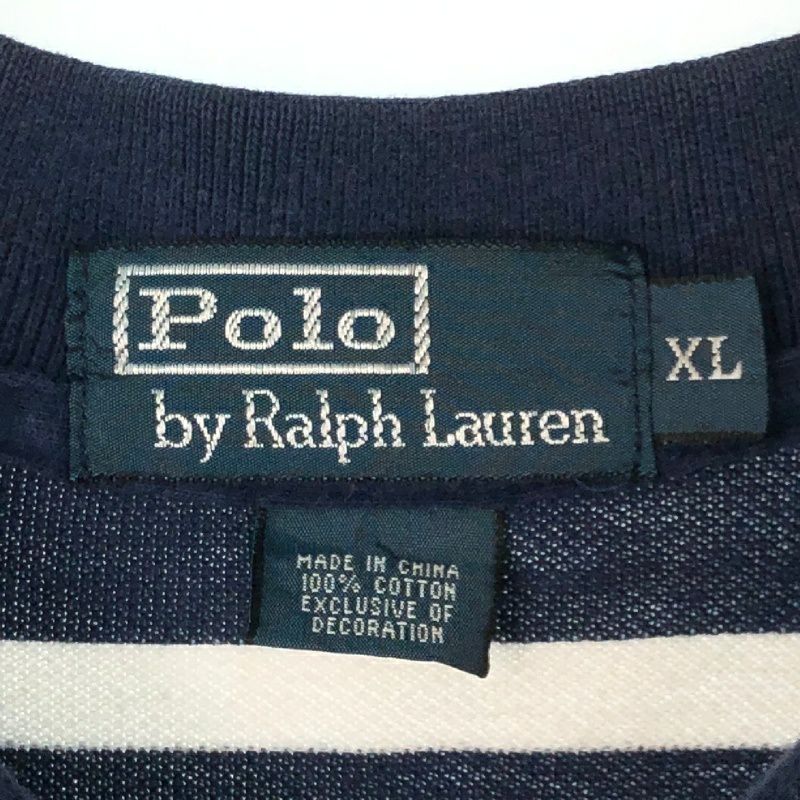 Polo
by Ralph Lauren
XL
MADE IN CHINA
100% COTTON
EXCLUSIVE OF
DECORATION